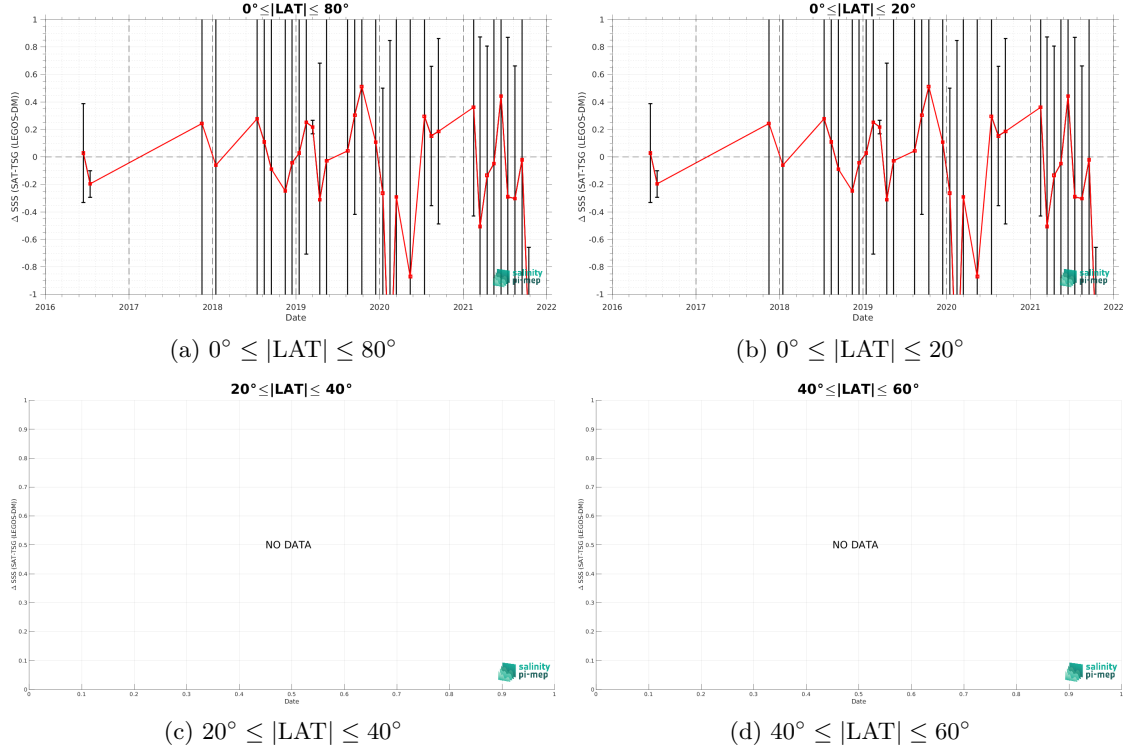 0°≤|LAT|≤ 80°
1
0.8
0.6
0.4
0.2
0
-0.2
-0.4
-0.6
-0.8
-1
Δ SSS (SAT-TSG (LEGOS-DM))
2016 2017 2018 2019 2020 2021 2022
Date
salinity
pi-mep
(a) 0° ≤ |LAT| ≤ 80°
0°≤|LAT|≤ 20°
1
0.8
0.6
0.4
0.2
0
-0.2
-0.4
-0.6
-0.8
-1
Δ SSS (SAT-TSG (LEGOS-DM))
2016 2017 2018 2019 2020 2021 2022
Date
salinity
pi-mep
(b) 0° ≤ |LAT| ≤ 20°
20°≤|LAT|≤ 40°
1
0.9
0.8
0.7
0.6
0.5
0.4
0.3
0.2
0.1
0
Δ SSS (SAT-TSG (LEGOS-DM))
NO DATA
0 0.1 0.2 0.3 0.4 0.5 0.6 0.7 0.8 0.9 1
Date
salinity
pi-mep
(c) 20° ≤ |LAT| ≤ 40°
40°≤|LAT|≤ 60°
1
0.9
0.8
0.7
0.6
0.5
0.4
0.3
0.2
0.1
0
Δ SSS (SAT-TSG (LEGOS-DM))
NO DATA
0 0.1 0.2 0.3 0.4 0.5 0.6 0.7 0.8 0.9 1
Date
salinity
pi-mep
(d) 40° ≤ |LAT| ≤ 60°